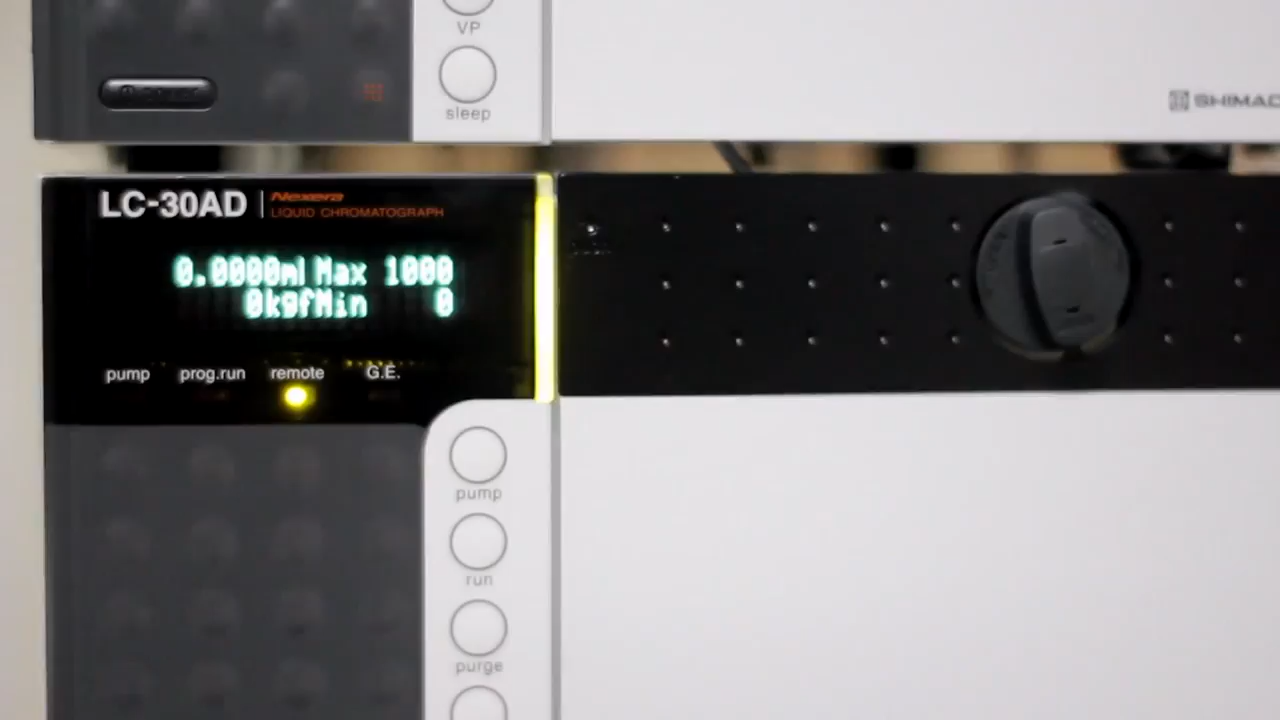 VP
sleep
SHIMAD
LC-30AD
Nexera
LIQUID CHROMATOGRAPH
0.0000ml Max 1000
0kgfMin 0
pump prog.run remote G.E.
pump
run
purge